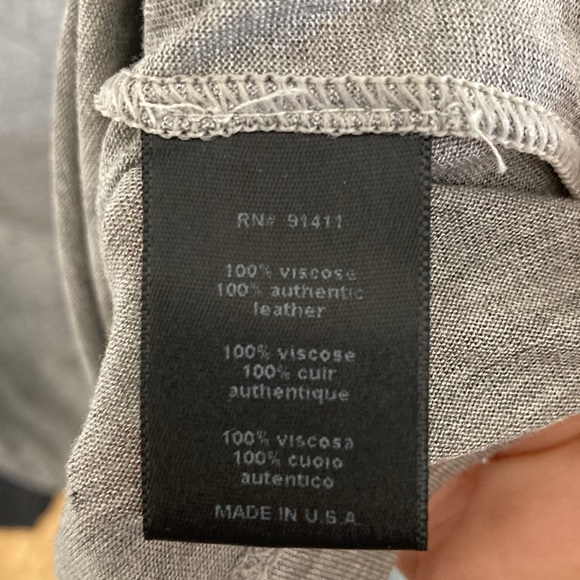 RN# 91411
100% viscose
100% authentic
leather
100% viscose
100% cuir
authentique
100% viscosa
100% cuoio
autentico
MADE IN U.S.A.